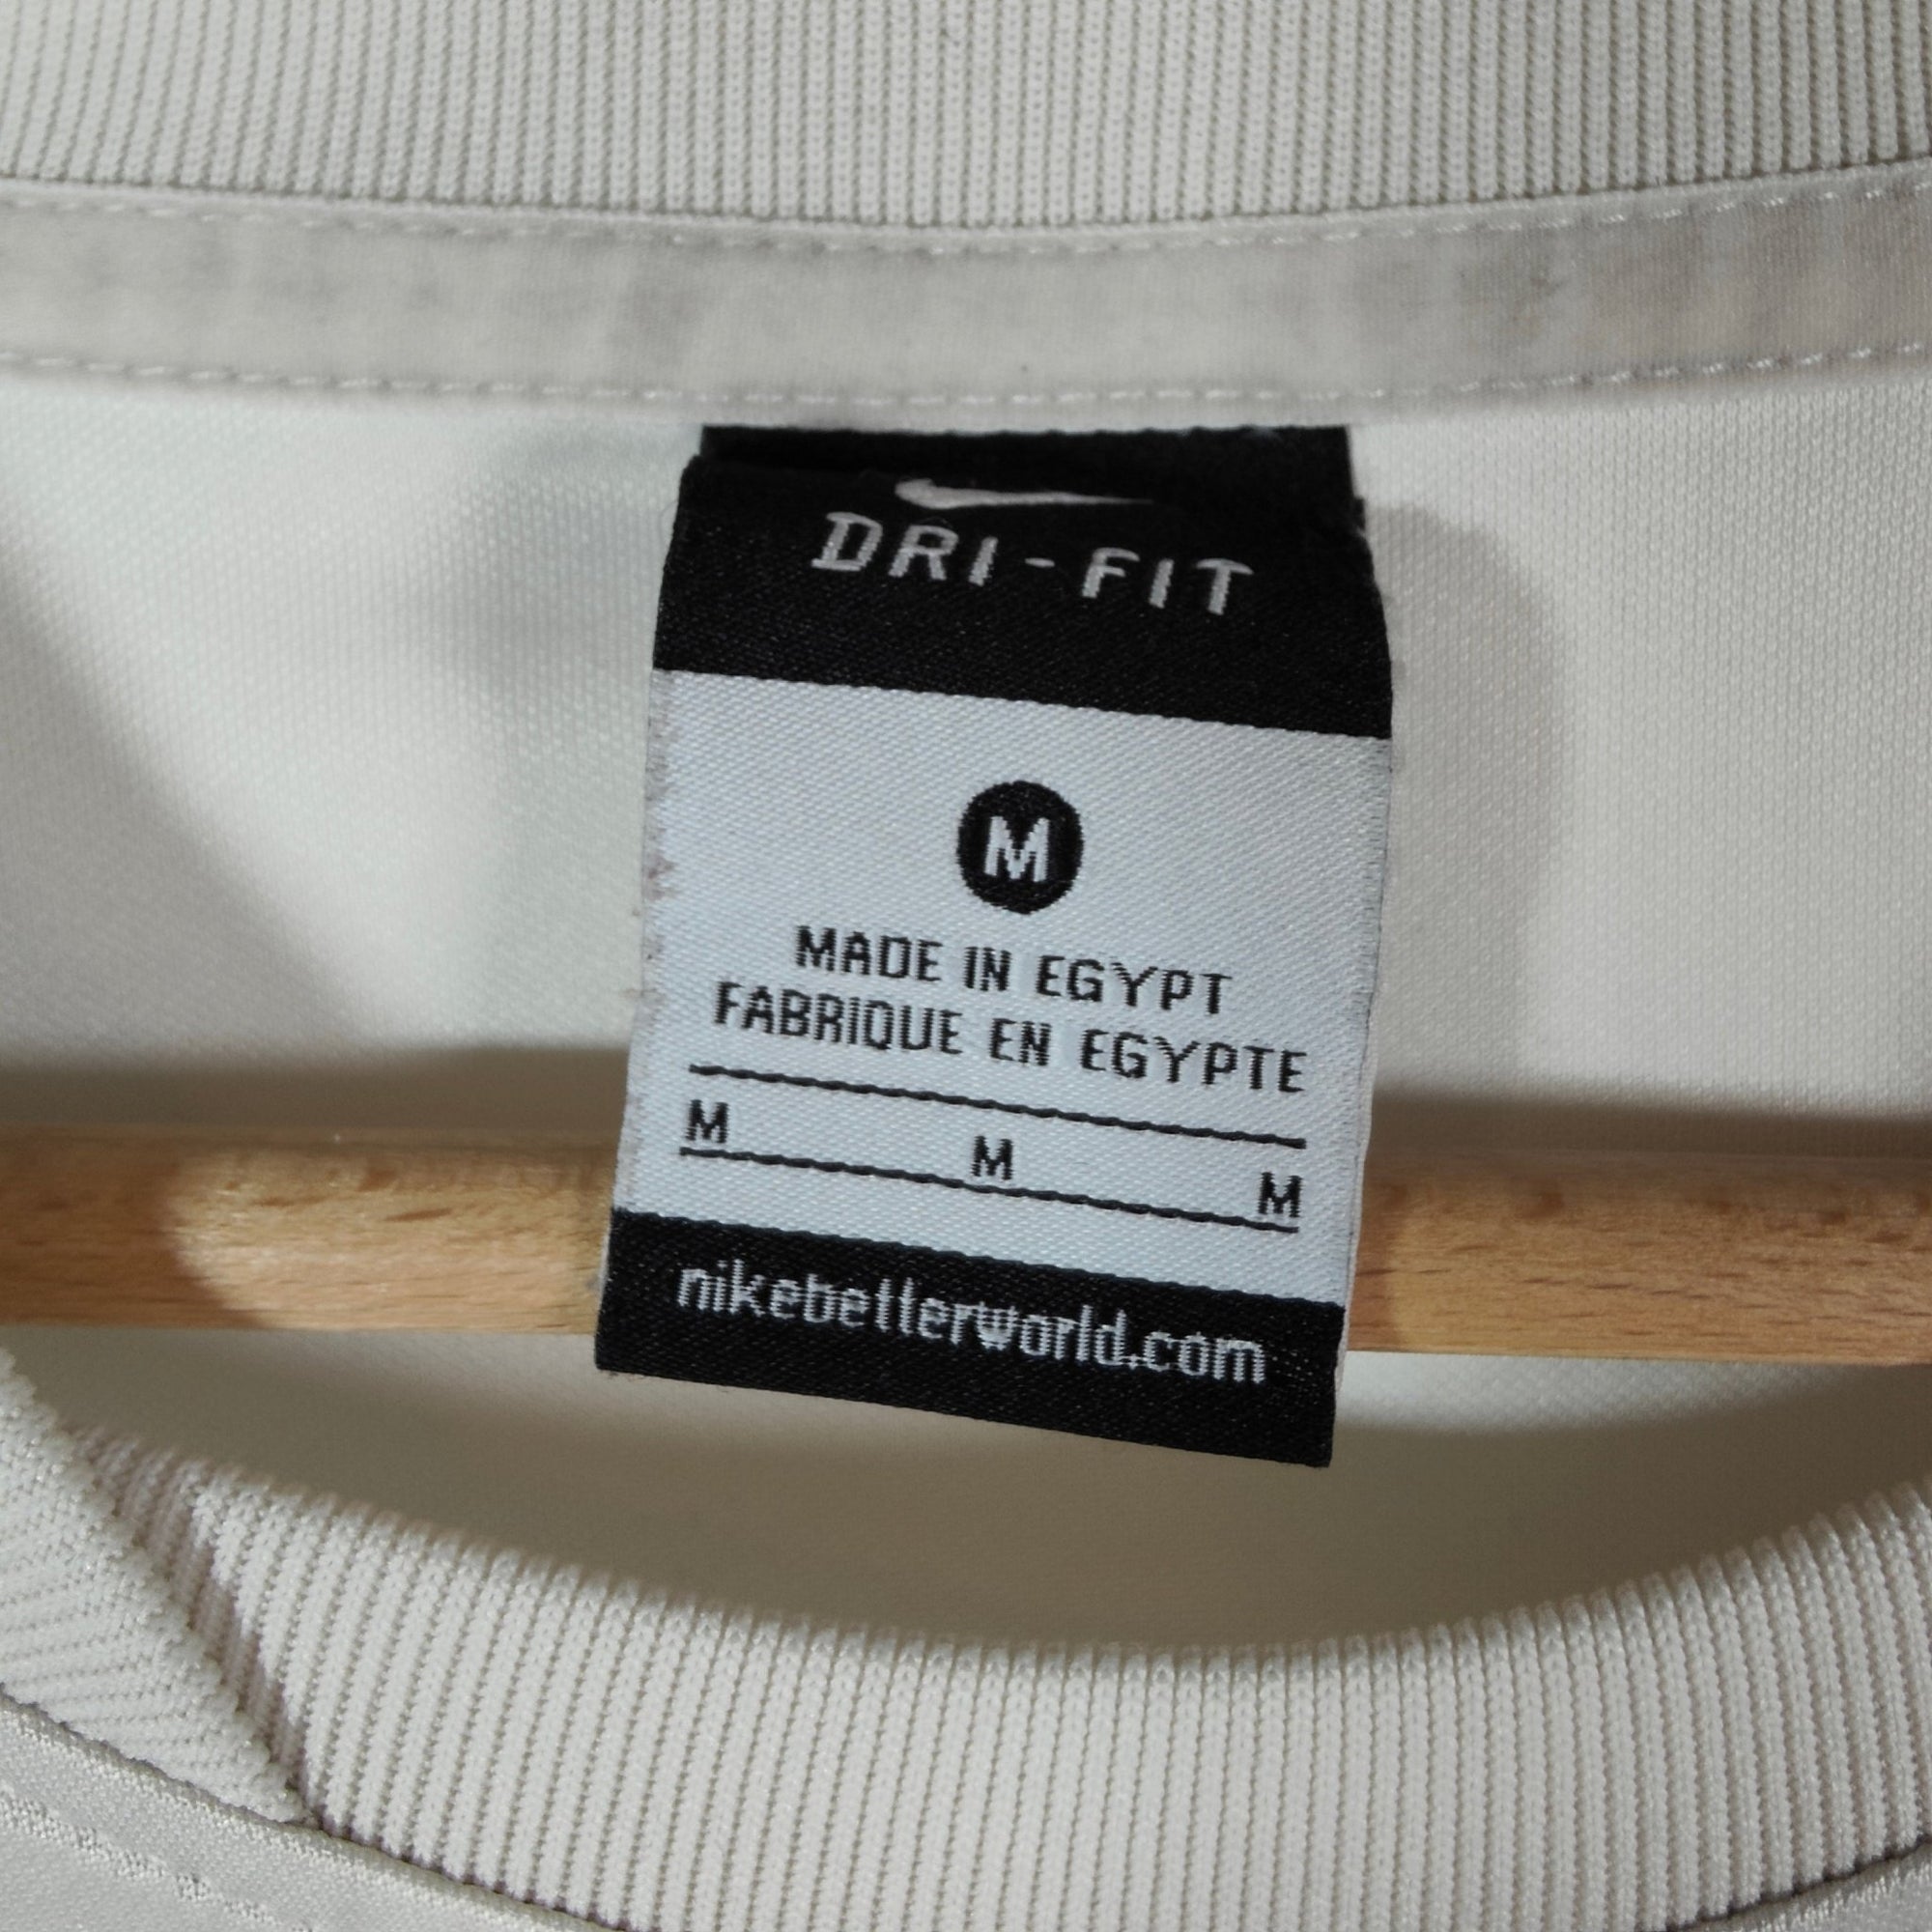 DRI-FIT
M
MADE IN EGYPT
FABRIQUE EN EGYPTE
M M M
nikebetterworld.com